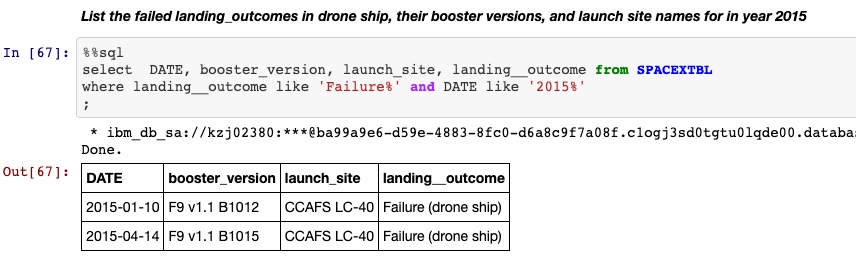 List the failed landing_outcomes in drone ship, their booster versions, and launch site names for in year 2015
In [67]: %%sql
select  DATE, booster_version, launch_site, landing__outcome from SPACEXTBL
where landing__outcome like 'Failure%' and DATE like '2015%'
;
* ibm_db_sa://kzj02380:***@ba99a9e6-d59e-4883-8fc0-d6a8c9f7a08f.c1ogj3sd0tgtu0lqde00.databa
Done.
Out[67]: DATE booster_version launch_site landing__outcome
2015-01-10 F9 v1.1 B1012 CCAFS LC-40 Failure (drone ship)
2015-04-14 F9 v1.1 B1015 CCAFS LC-40 Failure (drone ship)